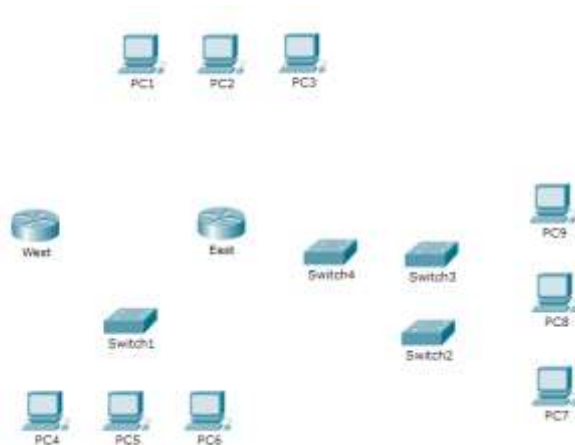 PC1
PC2
PC3
West
East
PC9
Switch4
Switch3
PC8
Switch1
Switch2
PC7
PC4
PC5
PC6